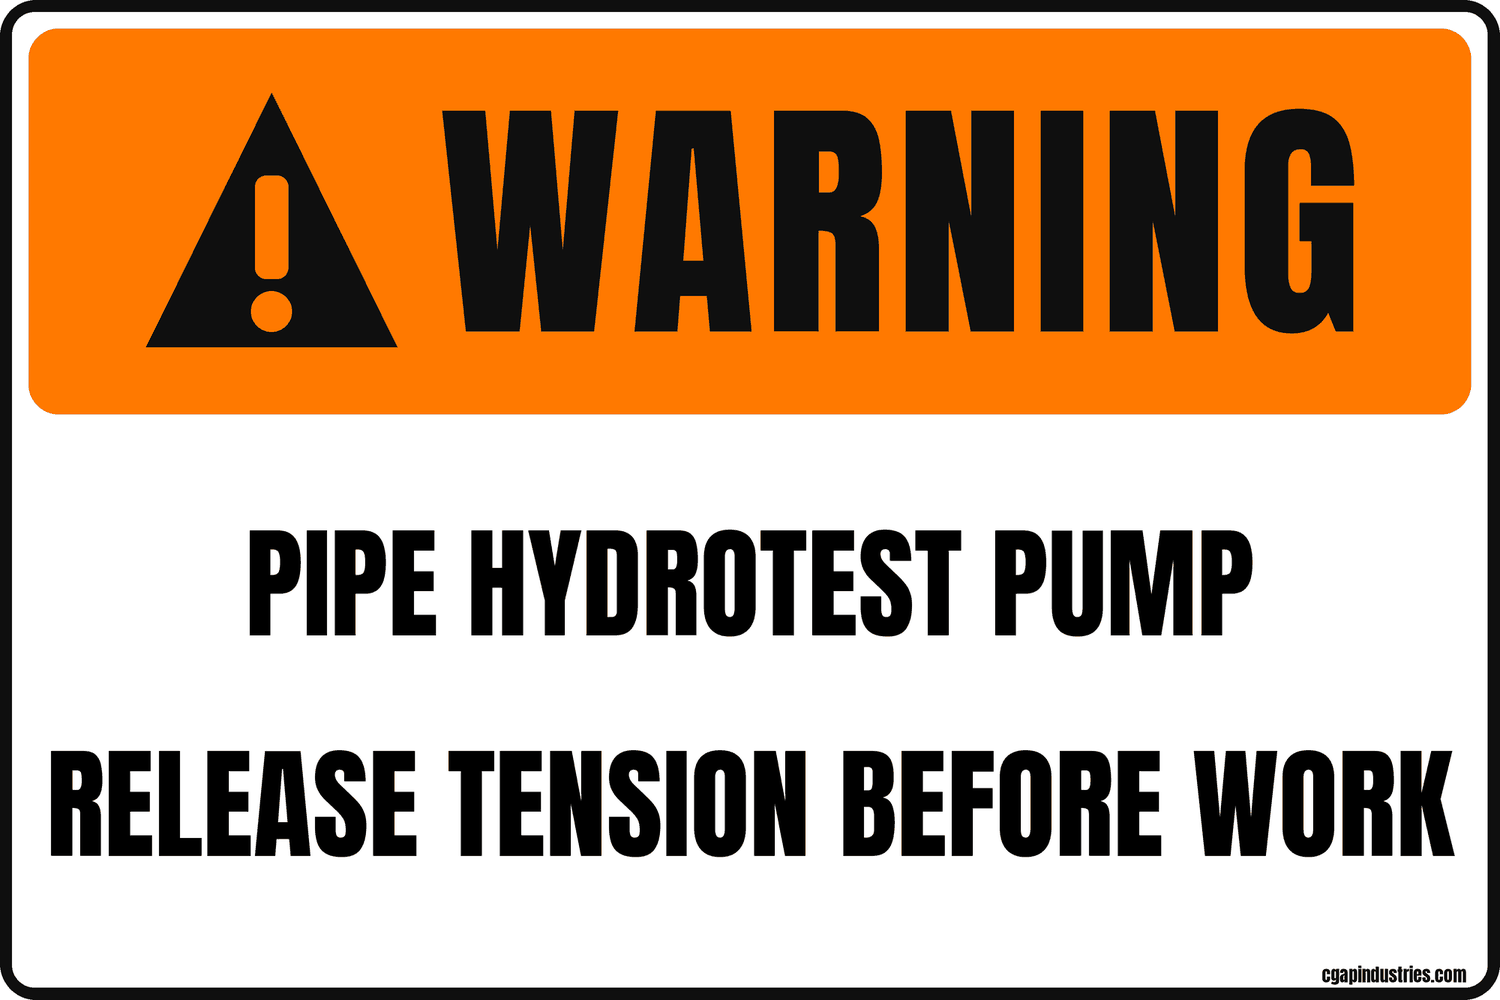 WARNING
PIPE HYDROTEST PUMP
RELEASE TENSION BEFORE WORK
cgapindustries.com